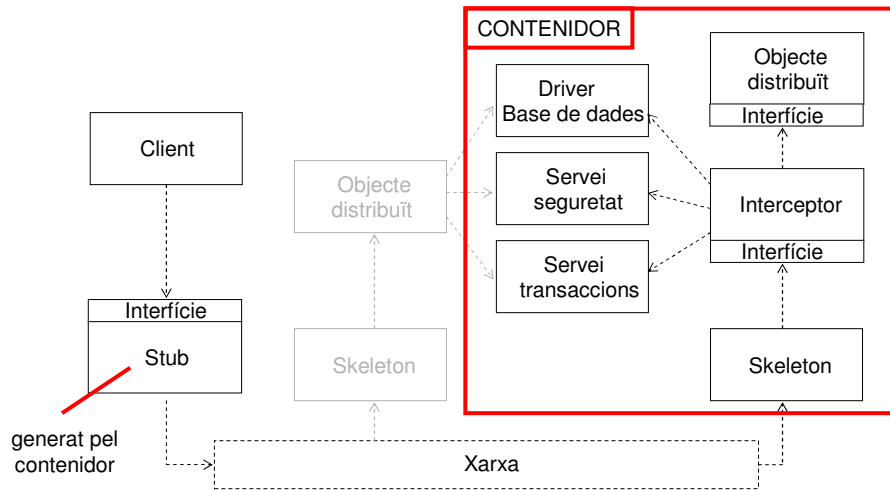 CONTENIDOR
Driver
Base de dades
Objecte
distribuït
Interfície
Client
Objecte
distribuït
Servei
seguretat
Interceptor
Interfície
Servei
transaccions
Interfície
Stub
Skeleton
Skeleton
generat pel
contenidor
Xarxa